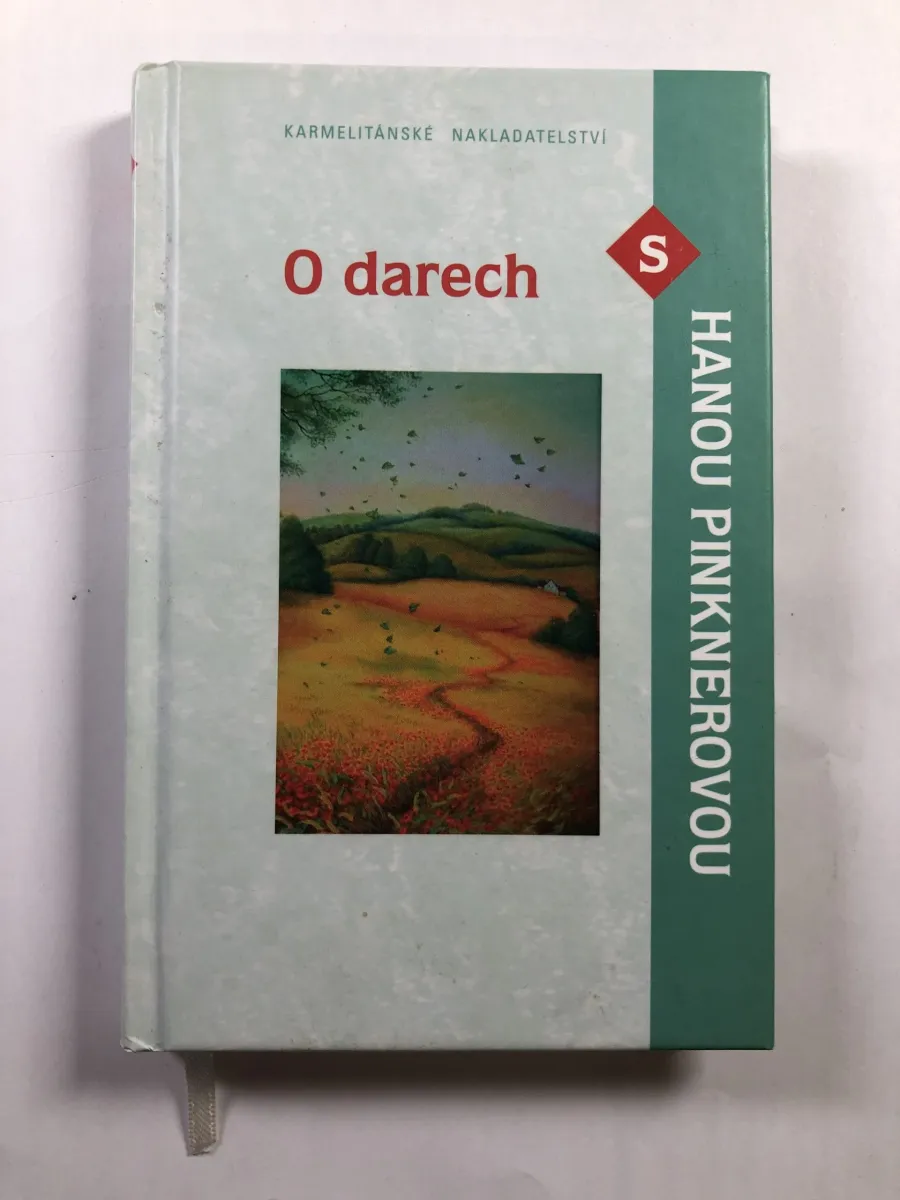 KARMELITÁNSKÉ NAKLADATELSTVÍ
O darech
S
HANOU PINKNEROVOU